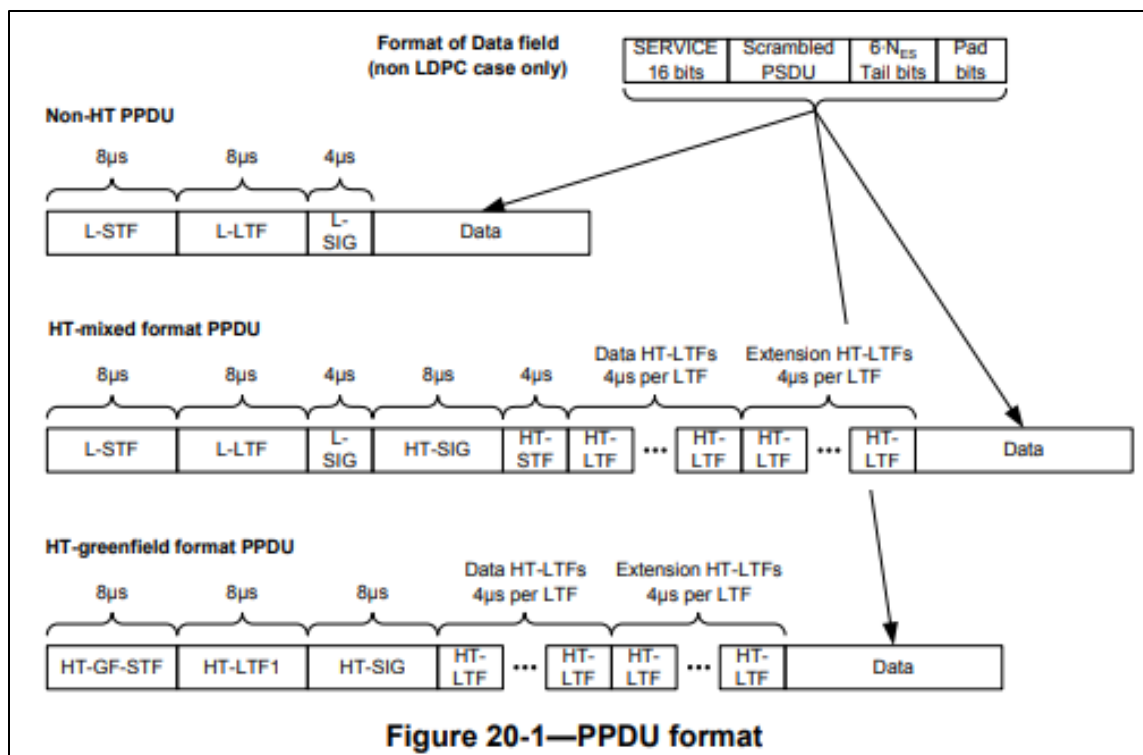 Format of Data field
(non LDPC case only)
SERVICE
16 bits
Scrambled
PSDU
6·N_ES
Tail bits
Pad
bits
Non-HT PPDU
8µs
8µs
4µs
L-STF
L-LTF
L-
SIG
Data
HT-mixed format PPDU
Data HT-LTFs
4µs per LTF
Extension HT-LTFs
4µs per LTF
8µs
8µs
4µs
8µs
4µs
L-STF
L-LTF
L-
SIG
HT-SIG
HT-
STF
HT-
LTF
•••
HT-
LTF
HT-
LTF
•••
HT-
LTF
Data
HT-greenfield format PPDU
Data HT-LTFs
4µs per LTF
Extension HT-LTFs
4µs per LTF
8µs
8µs
8µs
HT-GF-STF
HT-LTF1
HT-SIG
HT-
LTF
•••
HT-
LTF
HT-
LTF
•••
HT-
LTF
Data
Figure 20-1—PPDU format